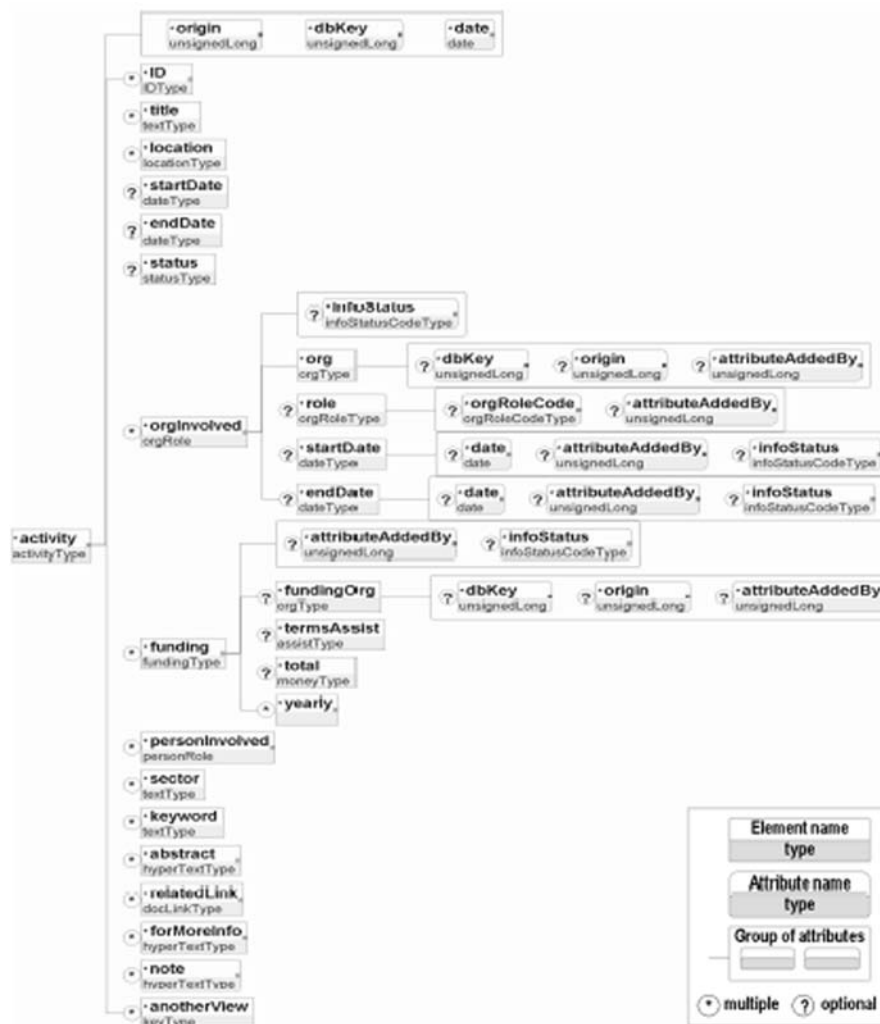 origin dbKey date
unsignedLong unsignedLong date
ID
IDType
title
textType
location
locationType
startDate
dateType
endDate
dateType
status
statusType
infoStatus
infoStatusCodeType
org dbKey origin attributeAddedBy
orgType unsignedLong unsignedLong unsignedLong
role orgRoleCode attributeAddedBy
orgRoleType orgRoleCodeType unsignedLong
orgInvolved
orgRole
startDate date attributeAddedBy infoStatus
dateType date unsignedLong infoStatusCodeType
endDate date attributeAddedBy infoStatus
dateType date unsignedLong infoStatusCodeType
activity
activityType
attributeAddedBy infoStatus
unsignedLong infoStatusCodeType
fundingOrg dbKey origin attributeAddedBy
orgType unsignedLong unsignedLong unsignedLong
termsAssist
assistType
funding
fundingType
total
moneyType
yearly
personInvolved
personRole
sector
textType
keyword
textType
abstract
hyperTextType
relatedLink
docLinkType
forMoreInfo
hyperTextType
note
hyperTextType
anotherView
keyType
Element name
type
Attribute name
type
Group of attributes
* multiple ? optional